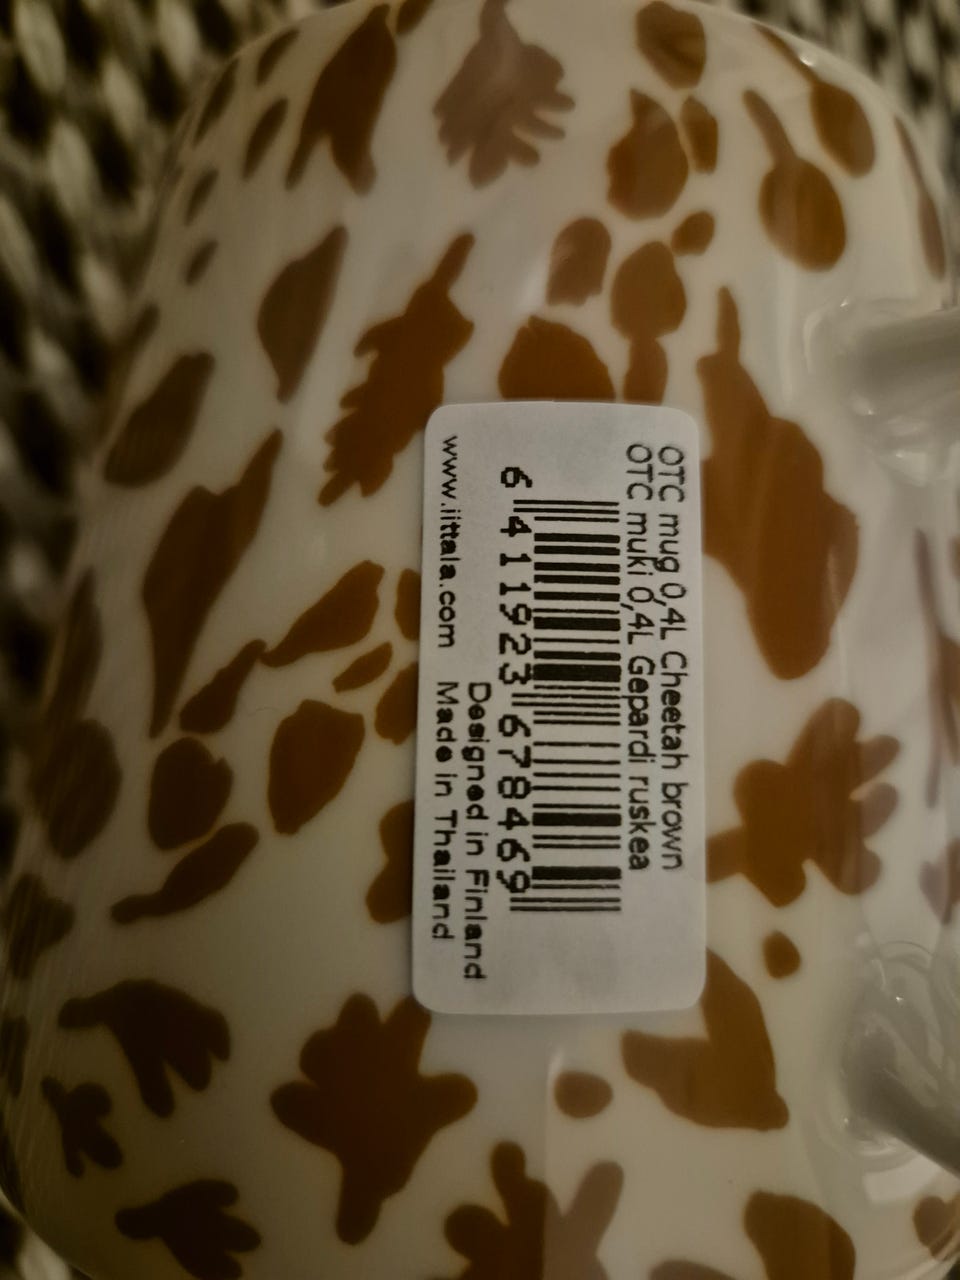 OTC mug 0,4L Cheetah brown
OTC muki 0,4L Gepardi ruskea
6 411923 678469
Designed in Finland
www.iittala.com Made in Thailand